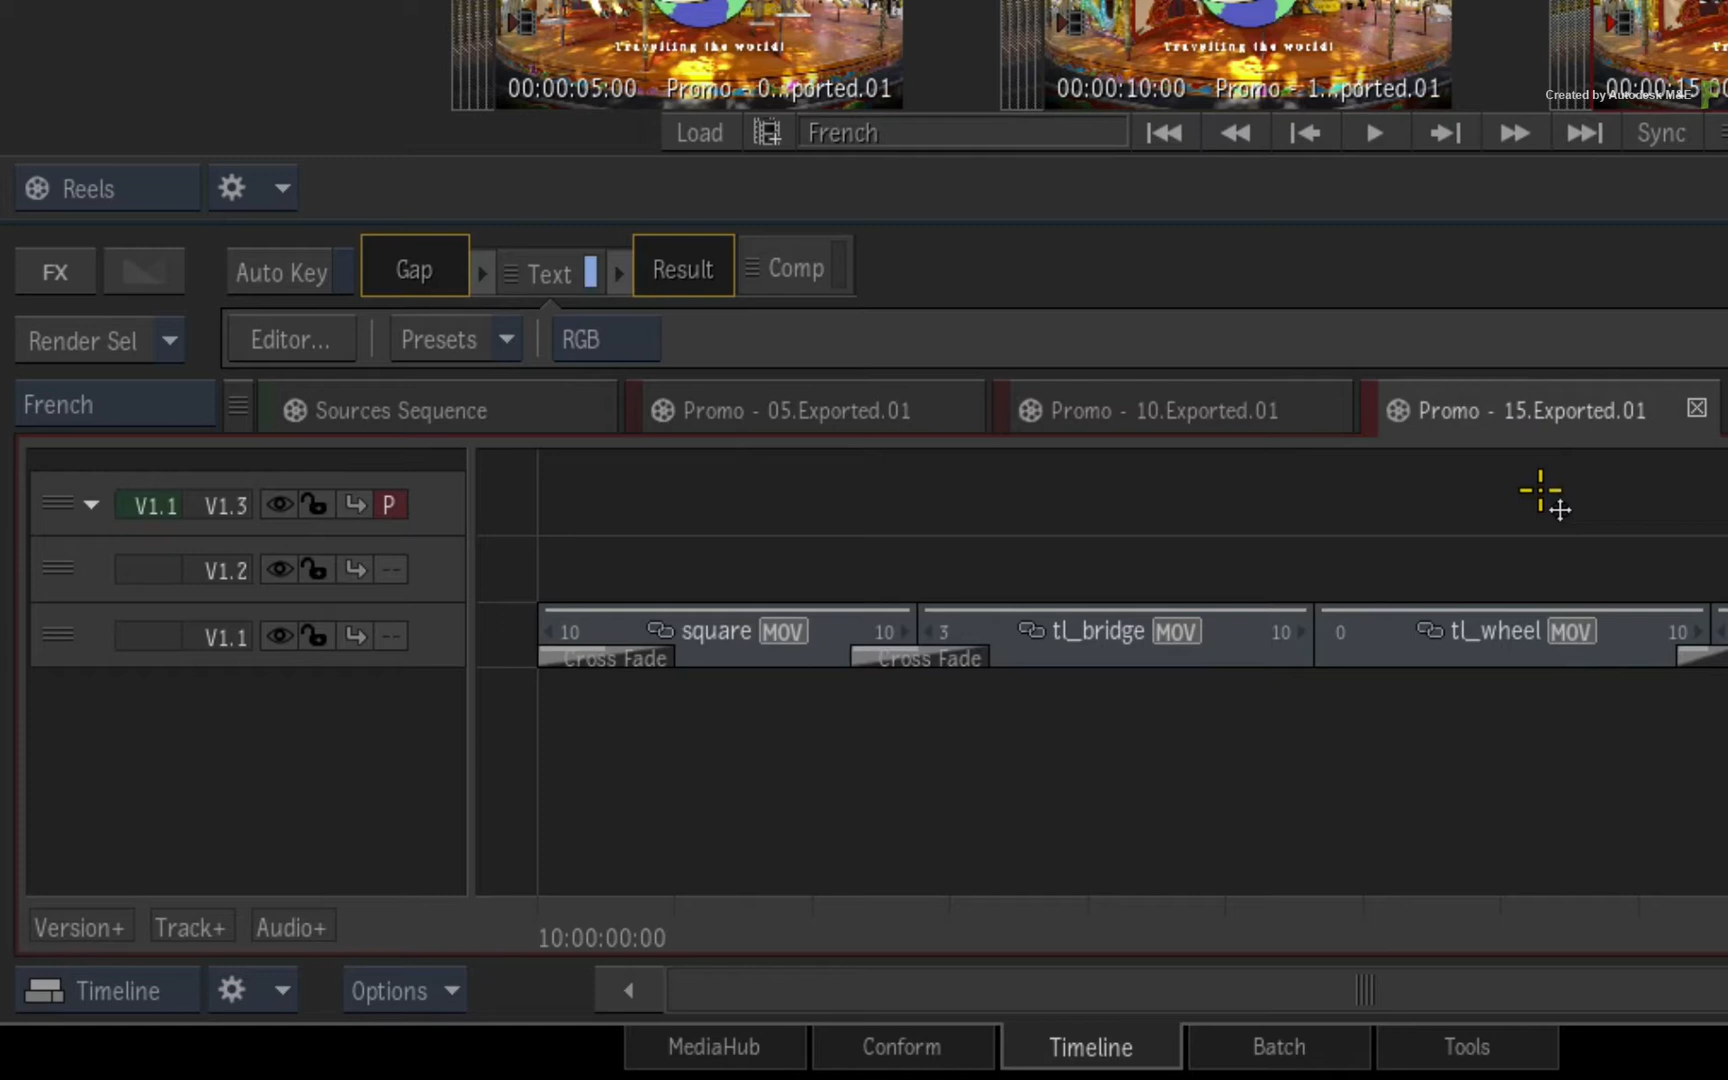 Travelling the world!
Travelling the world!
00:00:05:00 Promo - 0...ported.01
00:00:10:00 Promo - 1...ported.01
Created by Autodesk M&E
Load French Sync
Reels
FX Auto Key Gap Text Result Comp
Render Sel Editor... Presets RGB
French Sources Sequence Promo - 05.Exported.01 Promo - 10.Exported.01 Promo - 15.Exported.01
V1.1 V1.3 P
V1.2 --
V1.1 -- 10 square MOV 10 3 tl_bridge MOV 10 0 tl_wheel MOV 10
Cross Fade Cross Fade
Version+ Track+ Audio+ 10:00:00:00
Timeline Options
MediaHub Conform Timeline Batch Tools